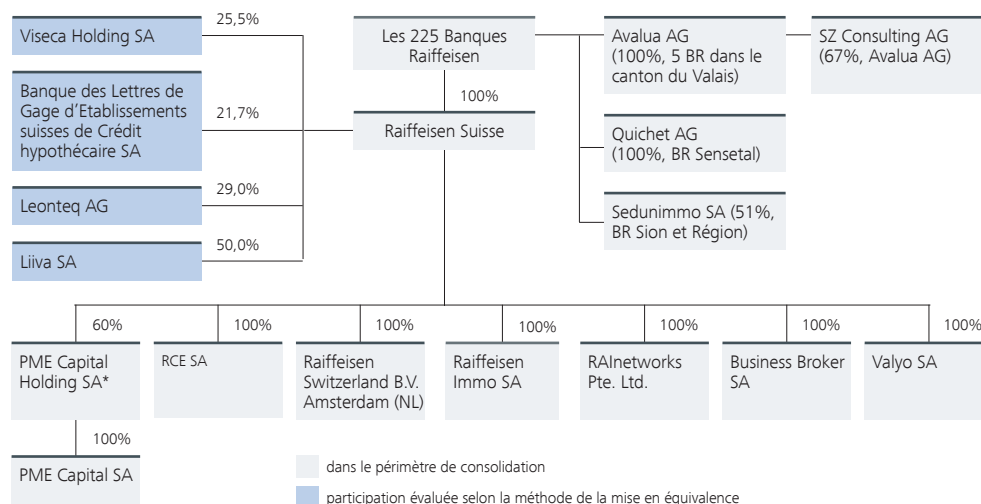 Viseca Holding SA
25,5%
Banque des Lettres de
Gage d'Etablissements
suisses de Crédit
hypothécaire SA
21,7%
Leonteq AG
29,0%
Liiva SA
50,0%
Les 225 Banques
Raiffeisen
100%
Raiffeisen Suisse
Avalua AG
(100%, 5 BR dans le
canton du Valais)
SZ Consulting AG
(67%, Avalua AG)
Quichet AG
(100%, BR Sensetal)
Sedunimmo SA (51%,
BR Sion et Région)
60%
PME Capital
Holding SA*
100%
PME Capital SA
100%
RCE SA
100%
Raiffeisen
Switzerland B.V.
Amsterdam (NL)
100%
Raiffeisen
Immo SA
100%
RAInetworks
Pte. Ltd.
100%
Business Broker
SA
100%
Valyo SA
dans le périmètre de consolidation
participation évaluée selon la méthode de la mise en équivalence